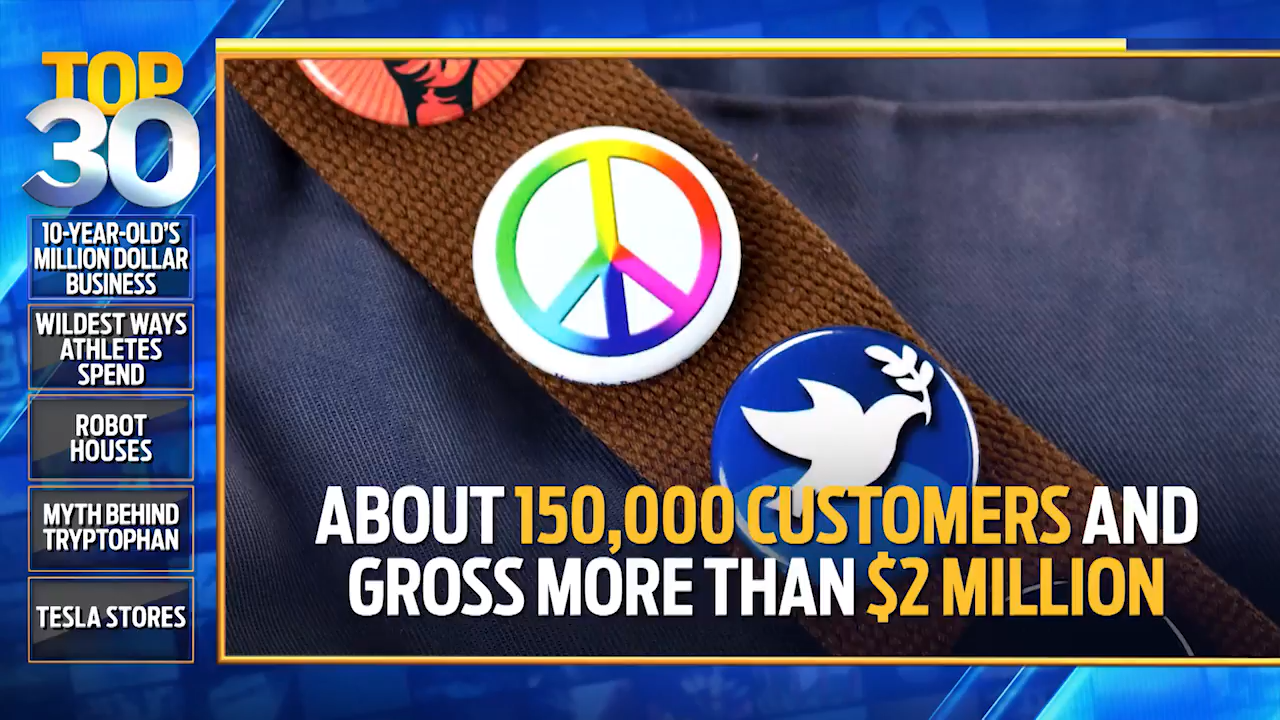 TOP
30
10-YEAR-OLD'S
MILLION DOLLAR
BUSINESS
WILDEST WAYS
ATHLETES
SPEND
ROBOT
HOUSES
MYTH BEHIND
TRYPTOPHAN
TESLA STORES
ABOUT 150,000 CUSTOMERS AND
GROSS MORE THAN $2 MILLION